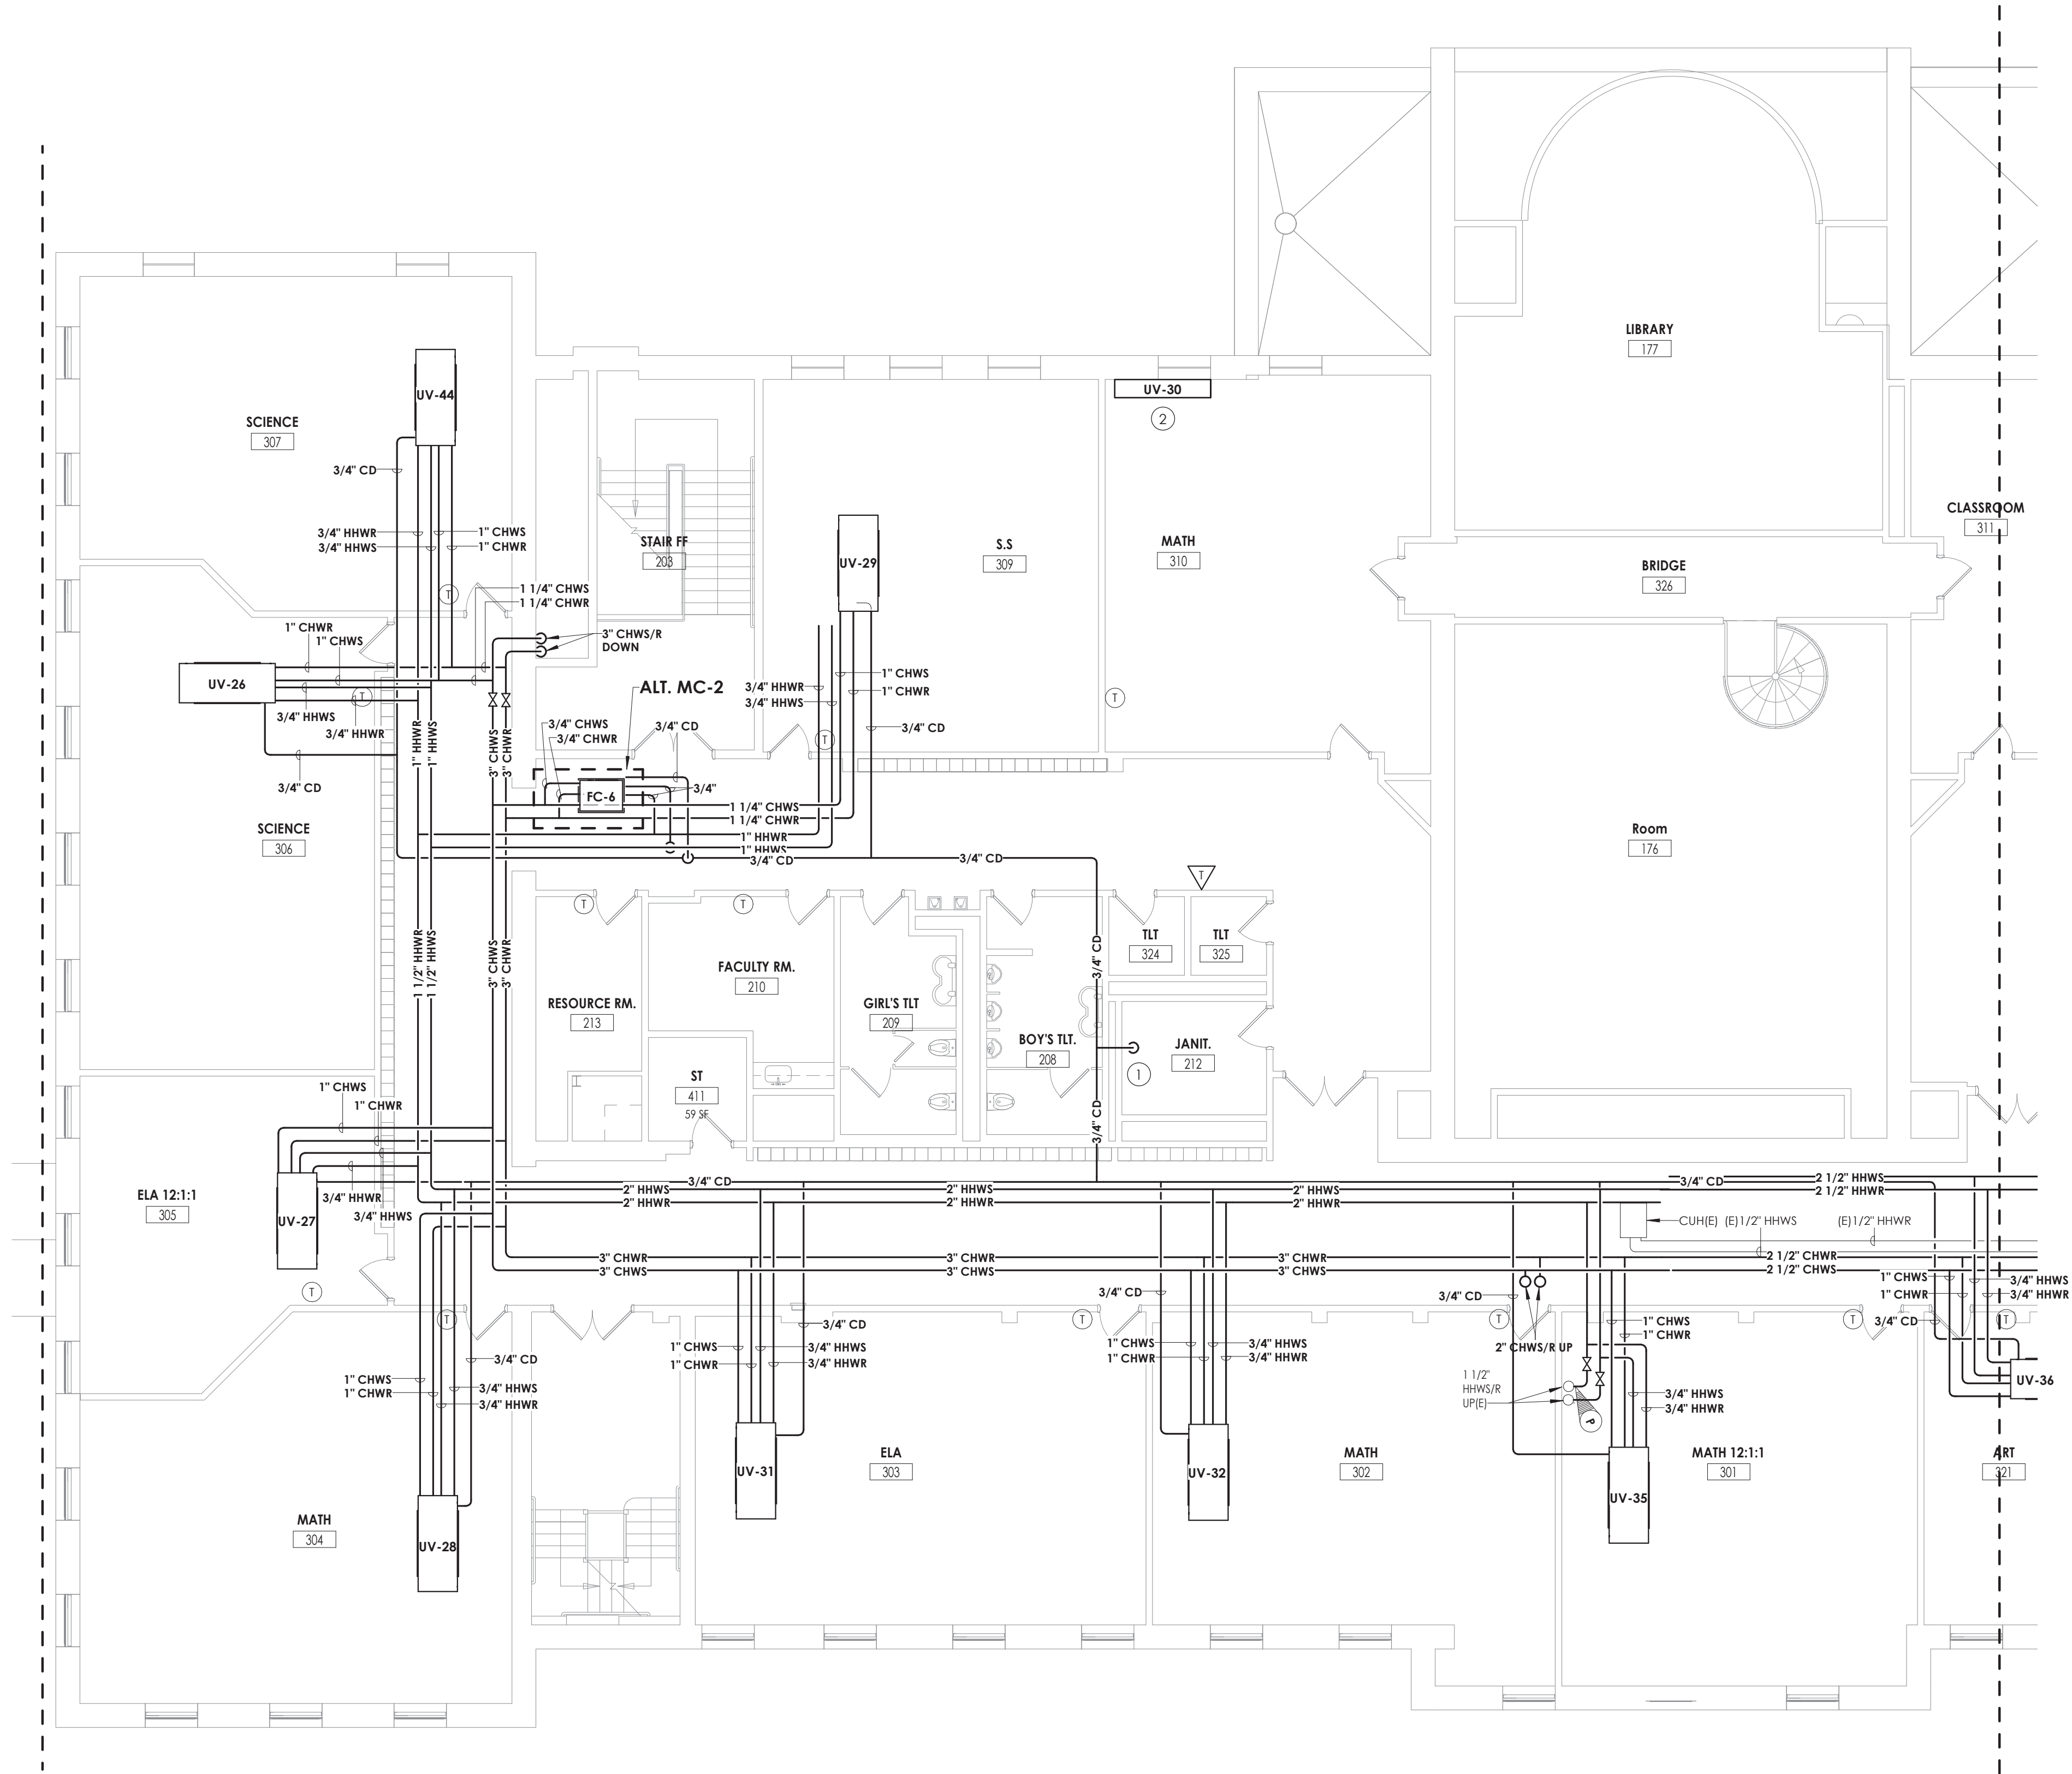 LIBRARY
177
UV-44
UV-30
2
SCIENCE
307
3/4" CD
3/4" HHWR
3/4" HHWS
1" CHWS
1" CHWR
T
STAIR FF
203
UV-29
S.S
309
MATH
310
CLASSROOM
311
BRIDGE
326
1 1/4" CHWS
1 1/4" CHWR
1" CHWR
1" CHWS
3" CHWS/R
DOWN
UV-26
T
3/4" HHWS
3/4" HHWR
3/4" CD
ALT. MC-2
3/4" HHWR
3/4" HHWS
1" CHWS
1" CHWR
3/4" CD
T
T
3/4" CHWS
3/4" CHWR
3/4" CD
3/4"
FC-6
1" HHWR
1" HHWS
3" CHWS
3" CHWR
1 1/4" CHWS
1 1/4" CHWR
1" HHWR
1" HHWS
3/4" CD
3/4" CD
SCIENCE
306
Room
176
T
T
T
1 1/2" HHWR
1 1/2" HHWS
3" CHWS
3" CHWR
RESOURCE RM.
213
FACULTY RM.
210
GIRL'S TLT
209
BOY'S TLT.
208
TLT
324
TLT
325
JANIT.
212
1
ST
411
59 SF
3/4" CD
3/4" CD
1" CHWS
1" CHWR
ELA 12:1:1
305
UV-27
3/4" HHWR
3/4" HHWS
T
3/4" CD
2" HHWS
2" HHWR
2" HHWS
2" HHWR
2" HHWS
2" HHWR
3/4" CD
2 1/2" HHWS
2 1/2" HHWR
CUH(E)
(E)1/2" HHWS
(E)1/2" HHWR
3" CHWR
3" CHWS
3" CHWR
3" CHWS
3" CHWR
3" CHWS
2 1/2" CHWR
2 1/2" CHWS
T
3/4" CD
1" CHWS
1" CHWR
3/4" HHWS
3/4" HHWR
UV-28
MATH
304
1" CHWS
1" CHWR
3/4" CD
3/4" HHWS
3/4" HHWR
UV-31
ELA
303
T
3/4" CD
1" CHWS
1" CHWR
3/4" HHWS
3/4" HHWR
UV-32
MATH
302
3/4" CD
T
2" CHWS/R UP
1 1/2"
HHWS/R
UP(E)
P
1" CHWS
1" CHWR
3/4" HHWS
3/4" HHWR
UV-35
MATH 12:1:1
301
T
1" CHWS
1" CHWR
3/4" CD
3/4" HHWS
3/4" HHWR
T
UV-36
ART
321